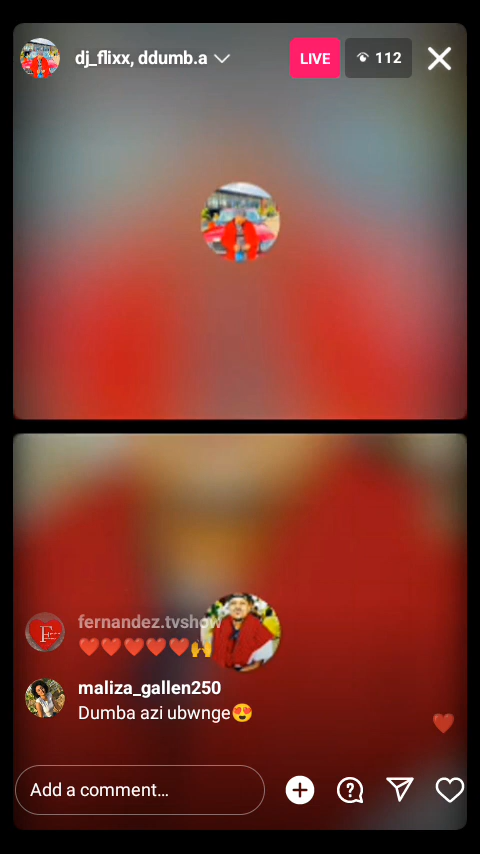 dj_flixx, ddumb.a
LIVE
112
fernandez.tvshow
❤️❤️❤️❤️❤️🙌
maliza_gallen250
Dumba azi ubwnge😍
Add a comment...